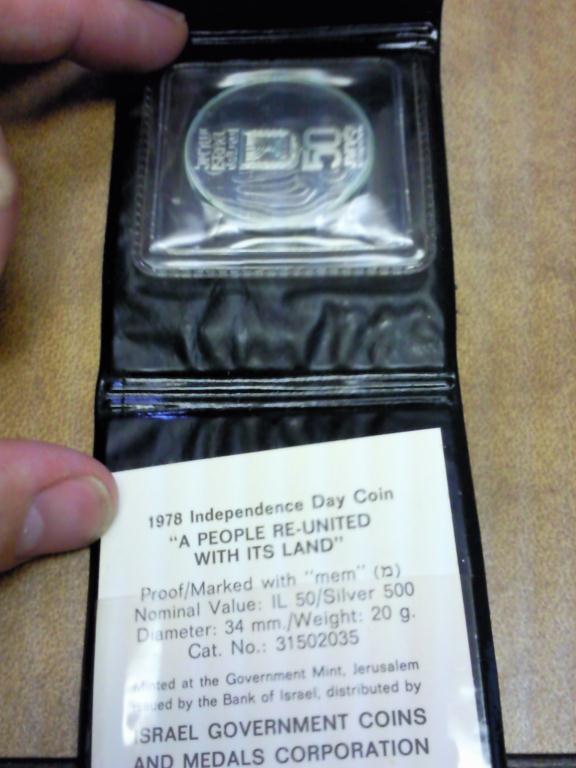 50
1978 Independence Day Coin
"A PEOPLE RE-UNITED
WITH ITS LAND"
Proof/Marked with "mem" (מ)
Nominal Value: IL 50/Silver 500
Diameter: 34 mm./Weight: 20 g.
Cat. No.: 31502035
Minted at the Government Mint, Jerusalem
issued by the Bank of Israel, distributed by
ISRAEL GOVERNMENT COINS
AND MEDALS CORPORATION